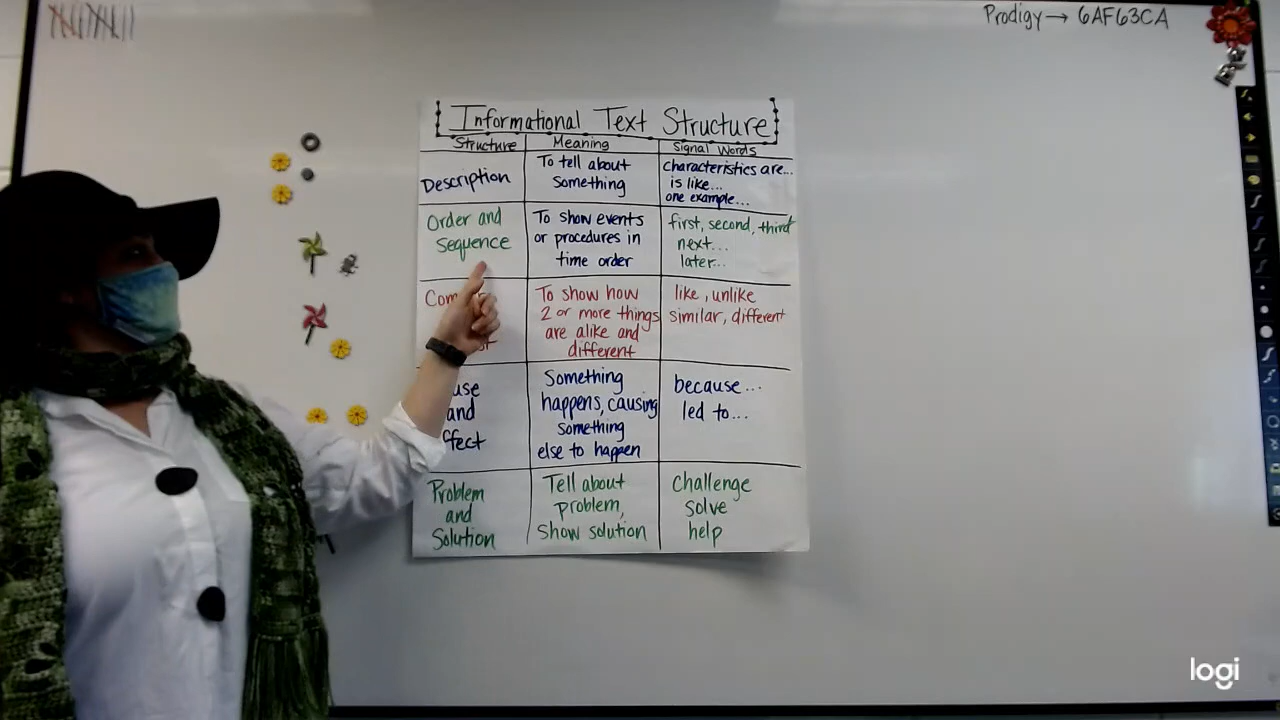 Prodigy → 6AF63CA
Informational Text Structure
Structure
Meaning
Signal Words
Description
To tell about
Something
Characteristics are...
is like...
one example...
Order and
Sequence
To show events
or procedures in
time order
first, second, third
next...
later...
To show how
2 or more things
are alike and
different
like, unlike
similar, different
and
Something
happens, causing
something
else to happen
because...
led to...
Problem
and
Solution
Tell about
problem,
Show solution
Challenge
solve
help
logi